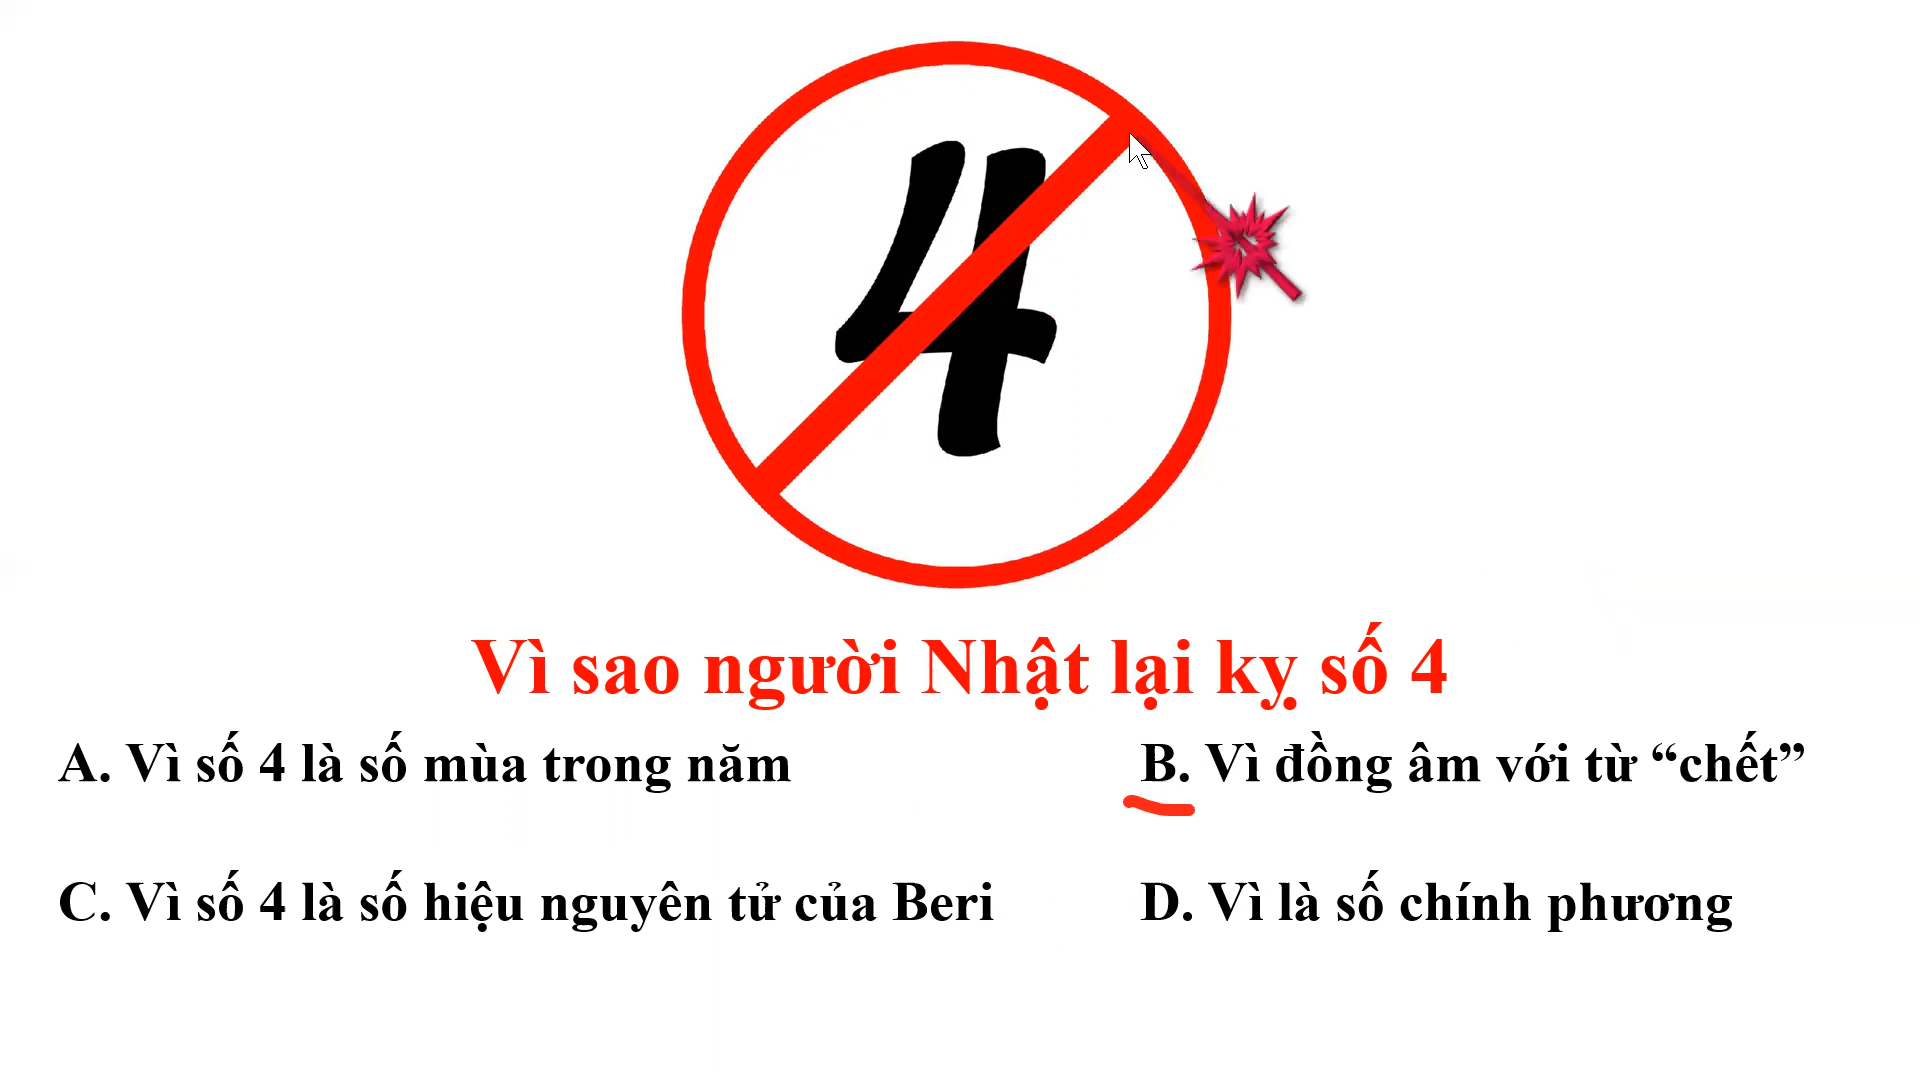 4
Vì sao người Nhật lại kỵ số 4
A. Vì số 4 là số mùa trong năm
B. Vì đồng âm với từ “chết”
C. Vì số 4 là số hiệu nguyên tử của Beri
D. Vì là số chính phương